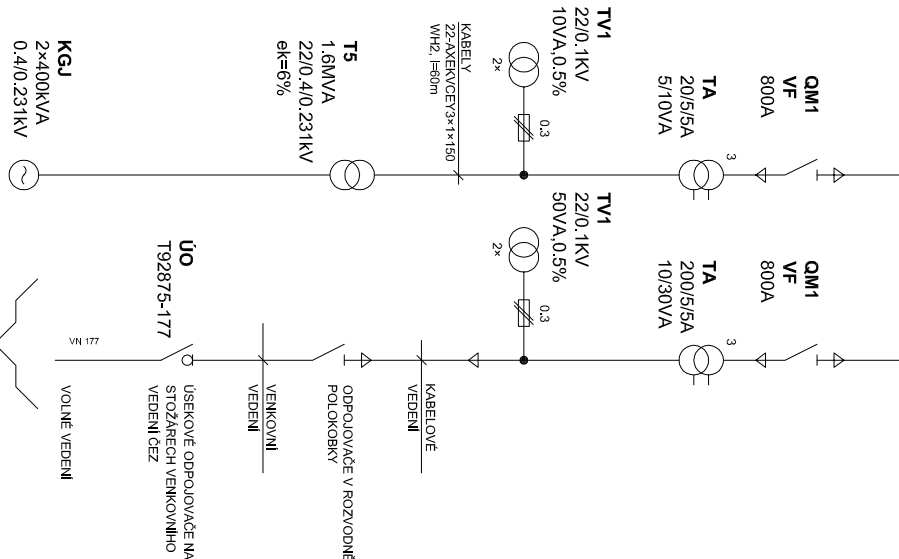 QM1
VF
800A
TA
20/5/5A
5/10VA
3
TV1
22/0.1KV
10VA,0.5%
2×
0.3
KABELY
22-AXEKVCEY3×1×150
WH2, l=60m
T5
1.6MVA
22/0.4/0.231kV
ek=6%
KGJ
2×400kVA
0.4/0.231kV
QM1
VF
800A
TA
200/5/5A
10/30VA
3
TV1
22/0.1KV
50VA,0.5%
2×
0.3
KABELOVÉ
VEDENÍ
ODPOJOVAČE V ROZVODNĚ
POLOKOBKY
VENKOVNÍ
VEDENÍ
ÚO
T92875-177
ÚSEKOVÉ ODPOJOVAČE NA
STOŽÁRECH VENKOVNÍHO
VEDENÍ ČEZ
VN 177
VOLNÉ VEDENÍ